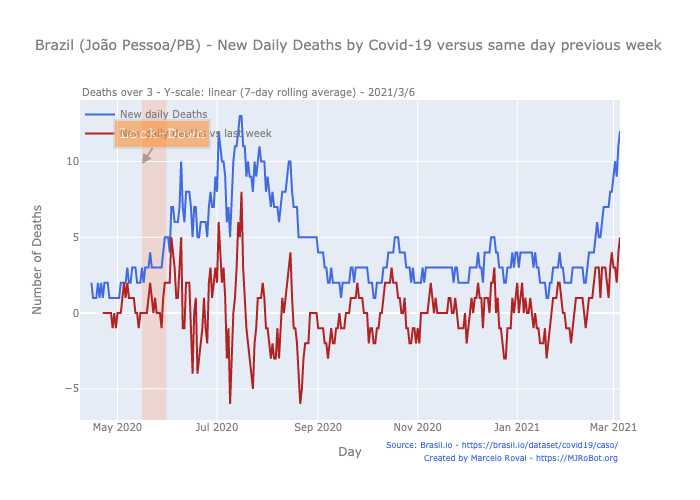 Brazil (João Pessoa/PB) - New Daily Deaths by Covid-19 versus same day previous week
Deaths over 3 - Y-scale: linear (7-day rolling average) - 2021/3/6
New daily Deaths
New daily Deaths vs last week
10
5
0
−5
Number of Deaths
May 2020
Jul 2020
Sep 2020
Nov 2020
Jan 2021
Mar 2021
Day
Source: Brasil.io - https://brasil.io/dataset/covid19/caso/
Created by Marcelo Rovai - https://MJRoBot.org